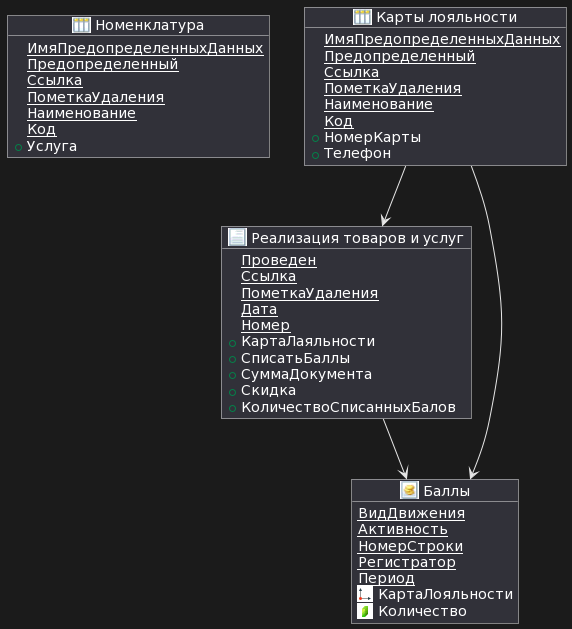 Номенклатура
ИмяПредопределенныхДанных
Предопределенный
Ссылка
ПометкаУдаления
Наименование
Код
Услуга
Карты лояльности
ИмяПредопределенныхДанных
Предопределенный
Ссылка
ПометкаУдаления
Наименование
Код
НомерКарты
Телефон
Реализация товаров и услуг
Проведен
Ссылка
ПометкаУдаления
Дата
Номер
КартаЛаяльности
СписатьБаллы
СуммаДокумента
Скидка
КоличествоСписанныхБалов
Баллы
ВидДвижения
Активность
НомерСтроки
Регистратор
Период
КартаЛояльности
Количество